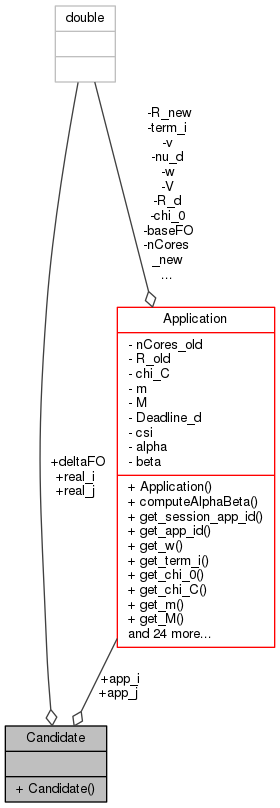 double
-R_new
-term_i
-v
-nu_d
-w
-V
-R_d
-chi_0
-baseFO
-nCores
_new
...
Application
- nCores_old
- R_old
- chi_C
- m
- M
- Deadline_d
- csi
- alpha
- beta
+ Application()
+ computeAlphaBeta()
+ get_session_app_id()
+ get_app_id()
+ get_w()
+ get_term_i()
+ get_chi_0()
+ get_chi_C()
+ get_m()
+ get_M()
and 24 more...
+deltaFO
+real_i
+real_j
+app_i
+app_j
Candidate
+ Candidate()